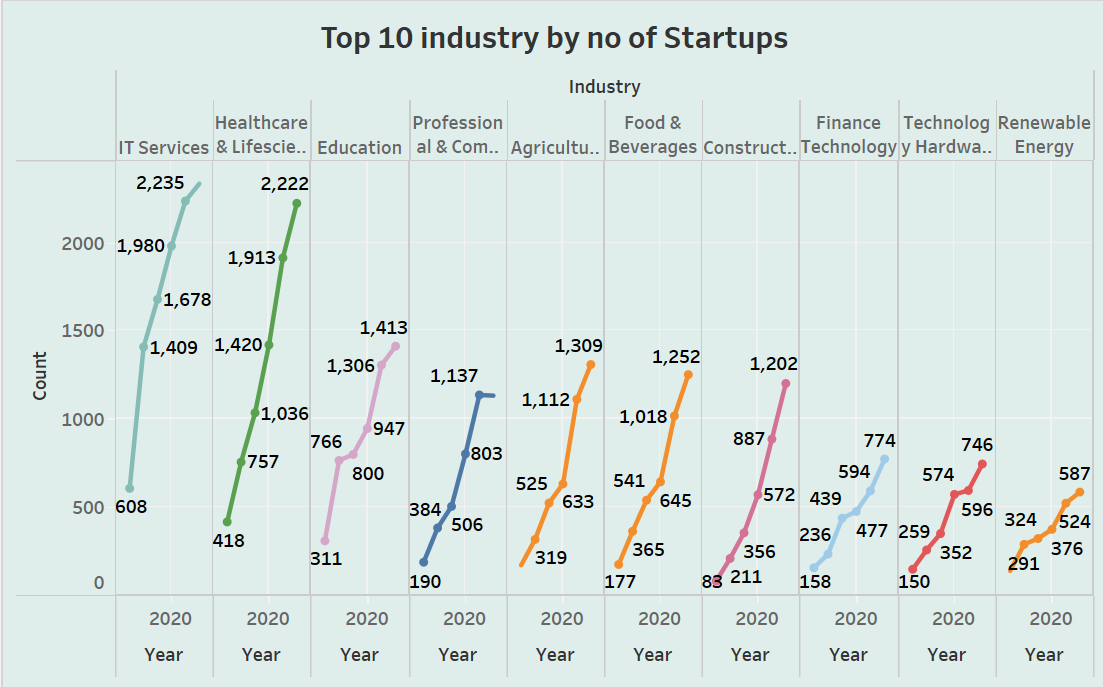 Top 10 industry by no of Startups
Industry
IT Services
Healthcare
& Lifescie..
Education
Profession
al & Com..
Agricultu..
Food &
Beverages
Construct..
Finance
Technology
Technolog
y Hardwa..
Renewable
Energy
Count
2000
1500
1000
500
0
2,235
1,980
1,678
1,409
608
2,222
1,913
1,420
1,036
757
418
1,413
1,306
947
766
800
311
1,137
803
384
506
190
1,309
1,112
525
633
319
1,252
1,018
541
645
365
177
1,202
887
572
356
211
83
774
594
439
477
236
158
746
574
596
259
352
150
587
524
324
376
291
2020
2020
2020
2020
2020
2020
2020
2020
2020
2020
Year
Year
Year
Year
Year
Year
Year
Year
Year
Year